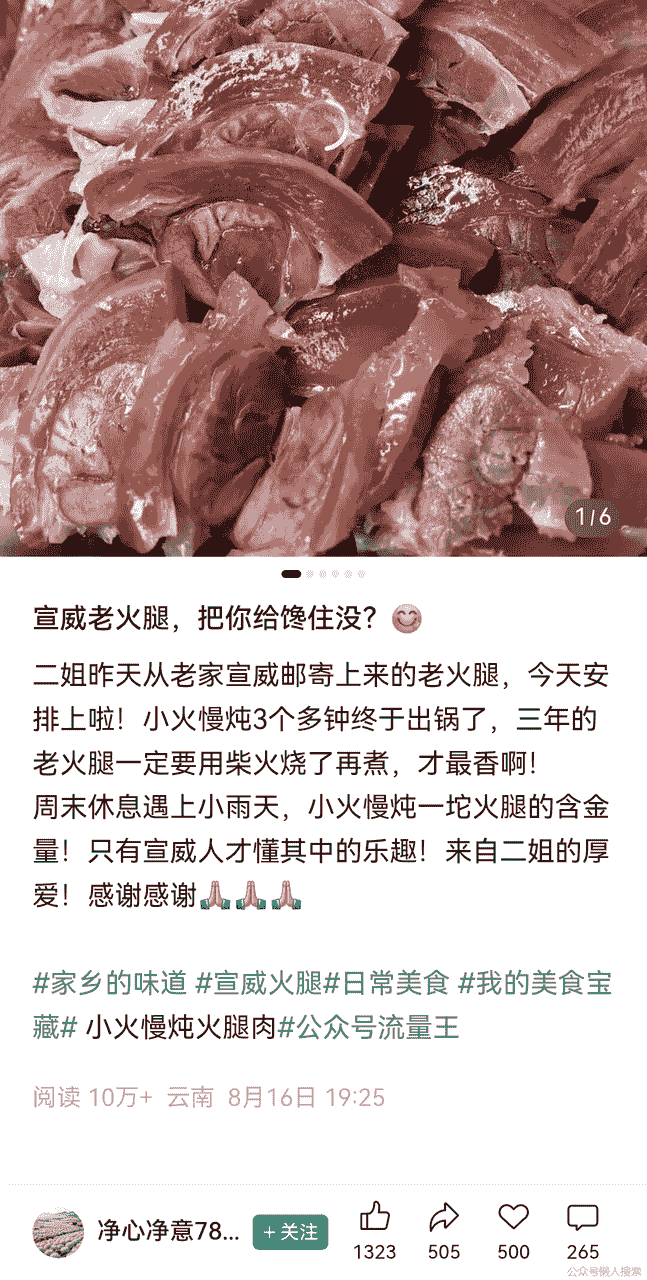 1/6
宣威老火腿，把你给馋住没？😊
二姐昨天从老家宣威邮寄上来的老火腿，今天安
排上啦！小火慢炖3个多钟终于出锅了，三年的
老火腿一定要用柴火烧了再煮，才最香啊！
周末休息遇上小雨天，小火慢炖一坨火腿的含金
量！只有宣威人才懂其中的乐趣！来自二姐的厚
爱！感谢感谢🙏🙏🙏
#家乡的味道 #宣威火腿#日常美食 #我的美食宝
藏# 小火慢炖火腿肉#公众号流量王
阅读 10万+ 云南 8月16日 19:25
净心净意78... +关注 1323 505 500 265
公众号懒人搜索